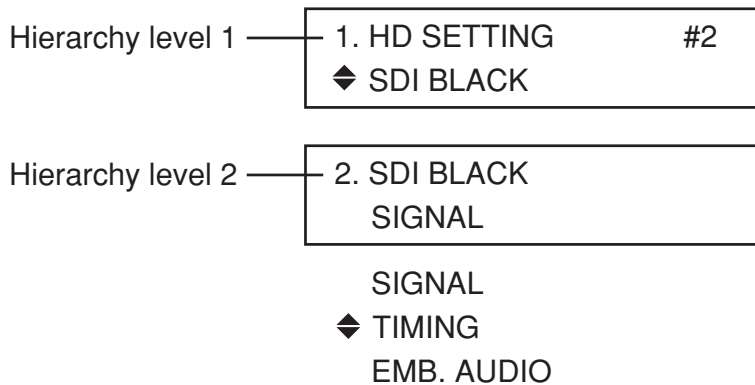 Hierarchy level 1 1. HD SETTING #2
SDI BLACK
Hierarchy level 2 2. SDI BLACK
SIGNAL
SIGNAL
TIMING
EMB. AUDIO